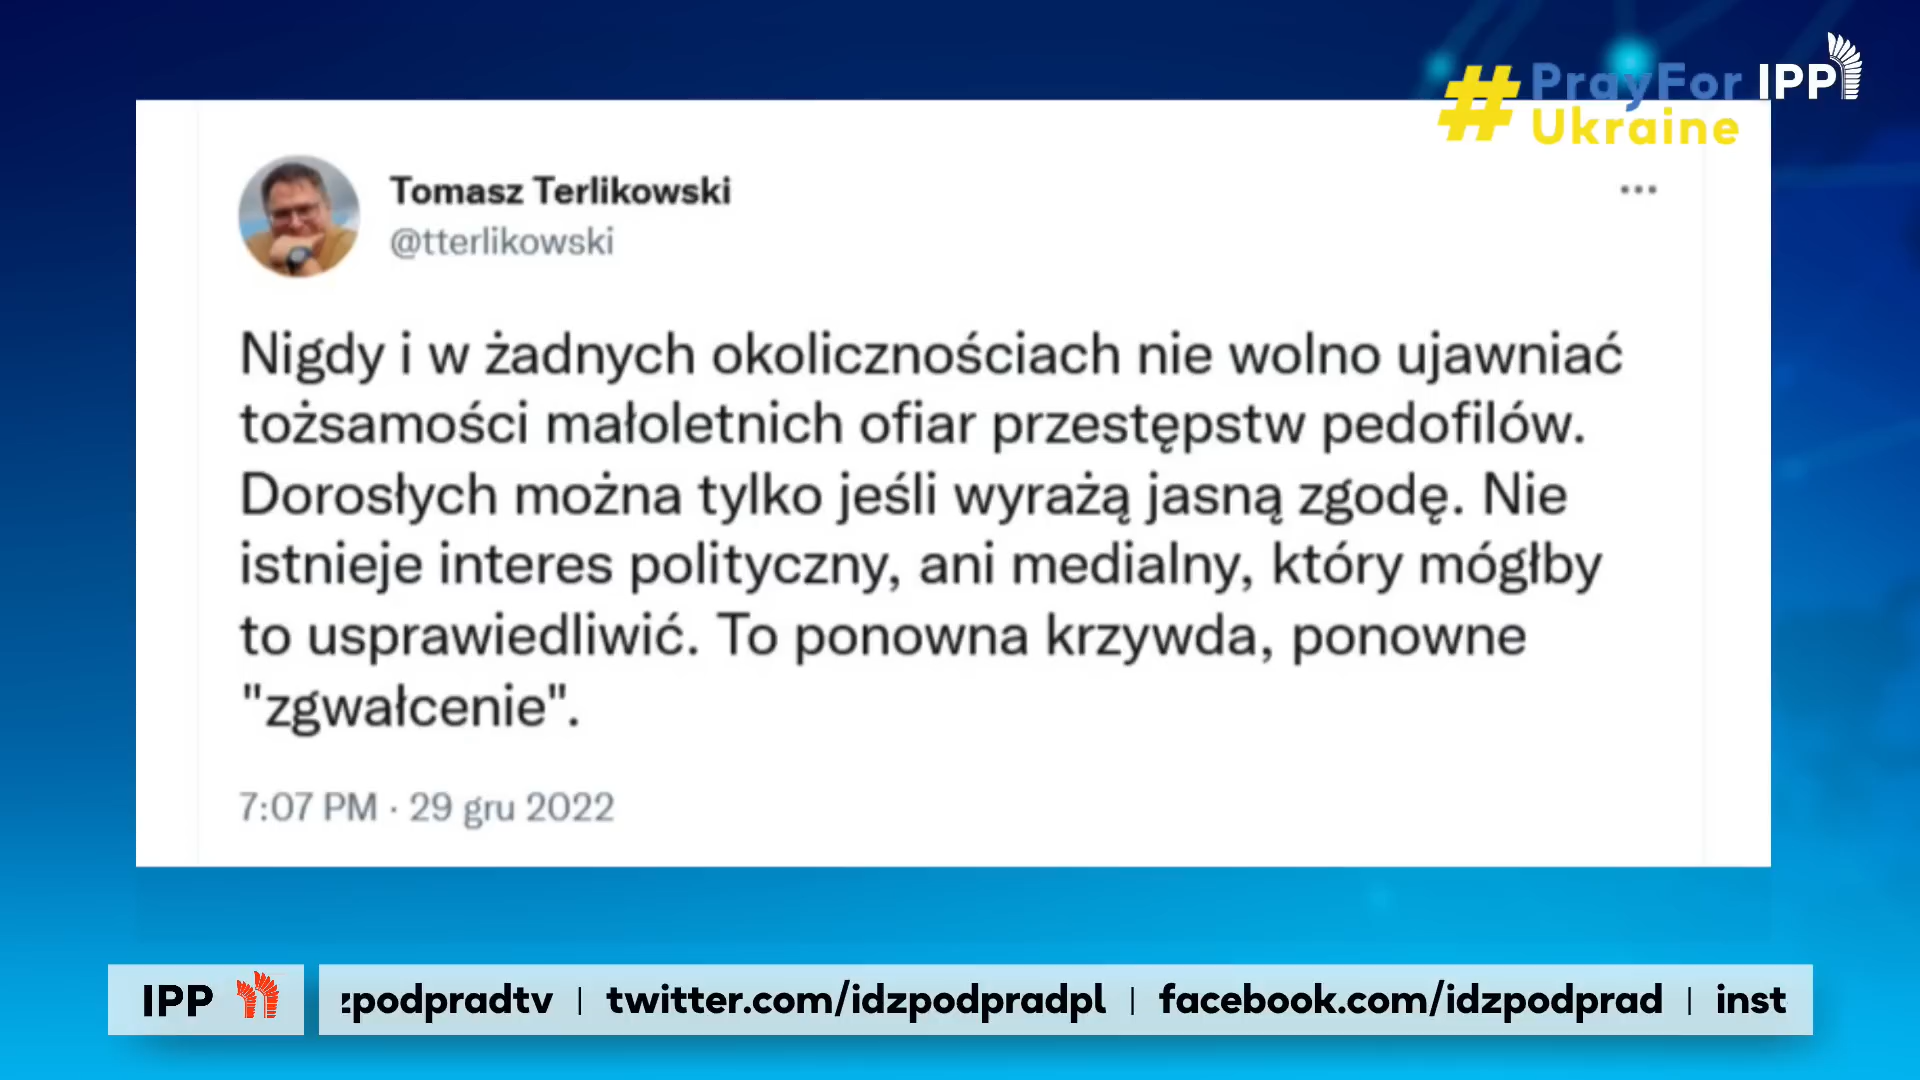 #PrayFor
Ukraine
IPP
Tomasz Terlikowski
@tterlikowski
Nigdy i w żadnych okolicznościach nie wolno ujawniać
tożsamości małoletnich ofiar przestępstw pedofilów.
Dorosłych można tylko jeśli wyrażą jasną zgodę. Nie
istnieje interes polityczny, ani medialny, który mógłby
to usprawiedliwić. To ponowna krzywda, ponowne
"zgwałcenie".
7:07 PM · 29 gru 2022
IPP
zpodpradtv | twitter.com/idzpodpradpl | facebook.com/idzpodprad | inst